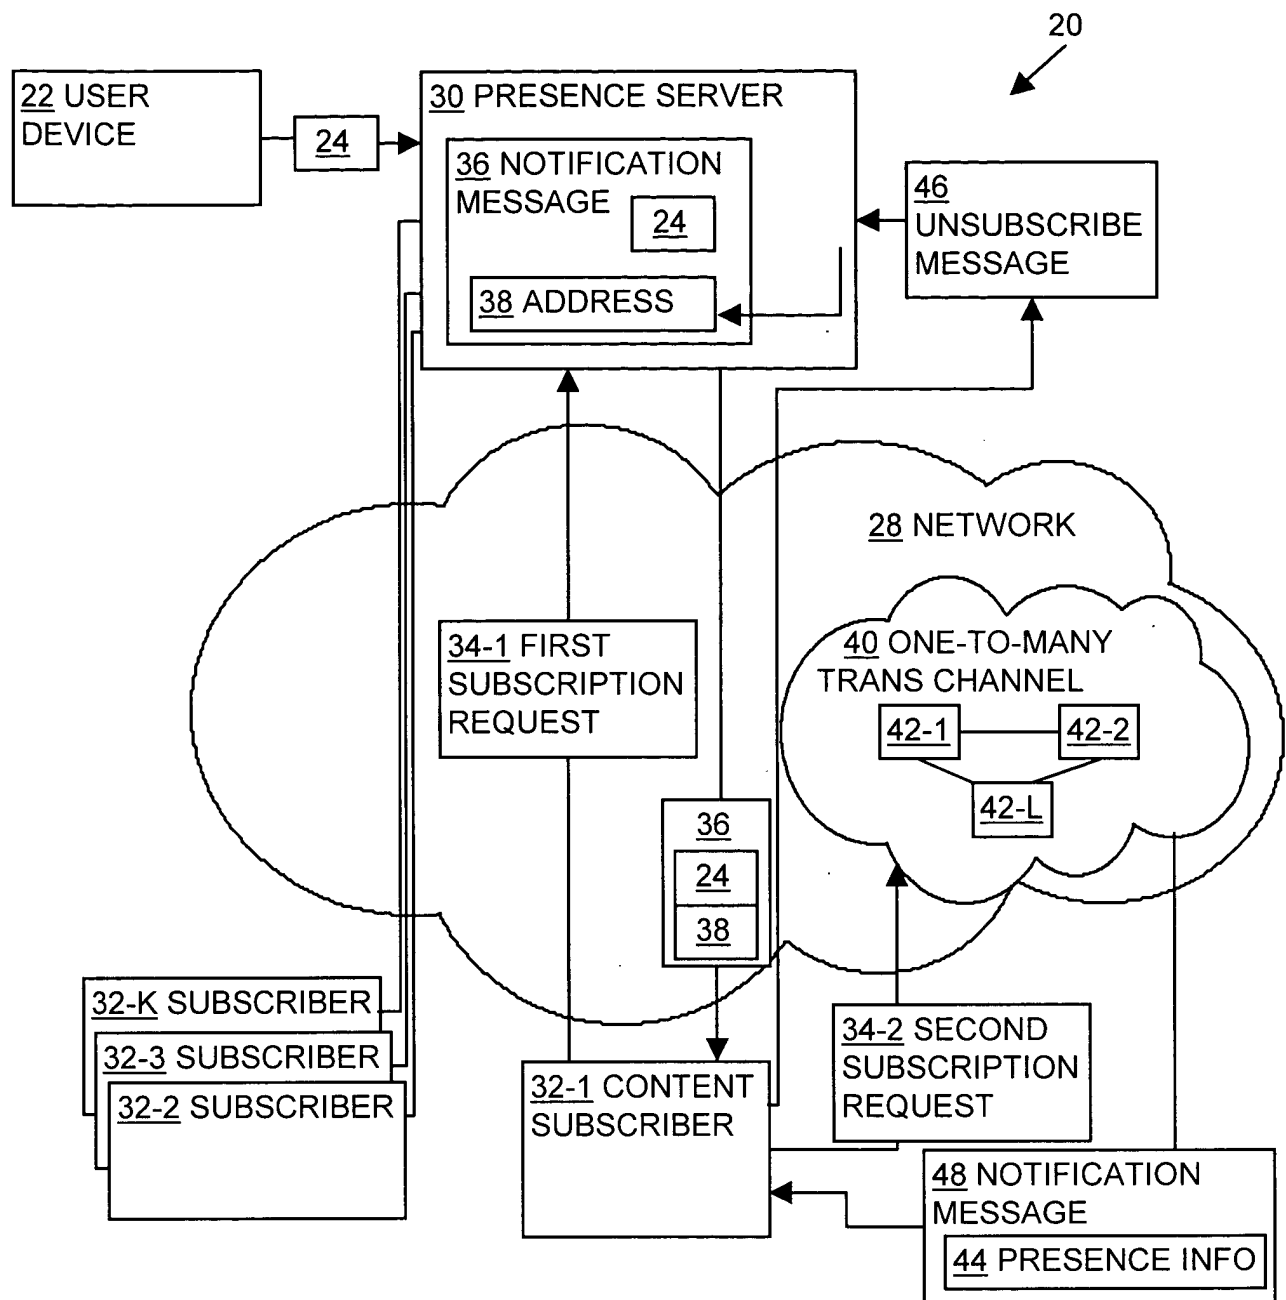 20
22 USER
DEVICE
24
30 PRESENCE SERVER
36 NOTIFICATION
MESSAGE
24
38 ADDRESS
46
UNSUBSCRIBE
MESSAGE
28 NETWORK
34-1 FIRST
SUBSCRIPTION
REQUEST
40 ONE-TO-MANY
TRANS CHANNEL
42-1
42-2
42-L
36
24
38
32-K SUBSCRIBER
32-3 SUBSCRIBER
32-2 SUBSCRIBER
32-1 CONTENT
SUBSCRIBER
34-2 SECOND
SUBSCRIPTION
REQUEST
48 NOTIFICATION
MESSAGE
44 PRESENCE INFO